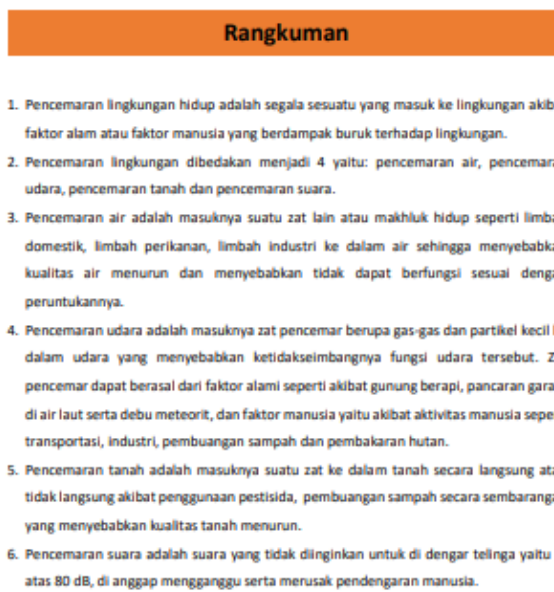 Rangkuman
1. Pencemaran lingkungan hidup adalah segala sesuatu yang masuk ke lingkungan akib
faktor alam atau faktor manusia yang berdampak buruk terhadap lingkungan.
2. Pencemaran lingkungan dibedakan menjadi 4 yaitu: pencemaran air, pencemara
udara, pencemaran tanah dan pencemaran suara.
3. Pencemaran air adalah masuknya suatu zat lain atau makhluk hidup seperti limba
domestik, limbah perikanan, limbah industri ke dalam air sehingga menyebabka
kualitas air menurun dan menyebabkan tidak dapat berfungsi sesuai denga
peruntukannya.
4. Pencemaran udara adalah masuknya zat pencemar berupa gas-gas dan partikel kecil
dalam udara yang menyebabkan ketidakseimbangnya fungsi udara tersebut. Z
pencemar dapat berasal dari faktor alami seperti akibat gunung berapi, pancaran gara
di air laut serta debu meteorit, dan faktor manusia yaitu akibat aktivitas manusia sepe
transportasi, industri, pembuangan sampah dan pembakaran hutan.
5. Pencemaran tanah adalah masuknya suatu zat ke dalam tanah secara langsung ata
tidak langsung akibat penggunaan pestisida, pembuangan sampah secara sembaranga
yang menyebabkan kualitas tanah menurun.
6. Pencemaran suara adalah suara yang tidak diinginkan untuk di dengar telinga yaitu
atas 80 dB, di anggap mengganggu serta merusak pendengaran manusia.